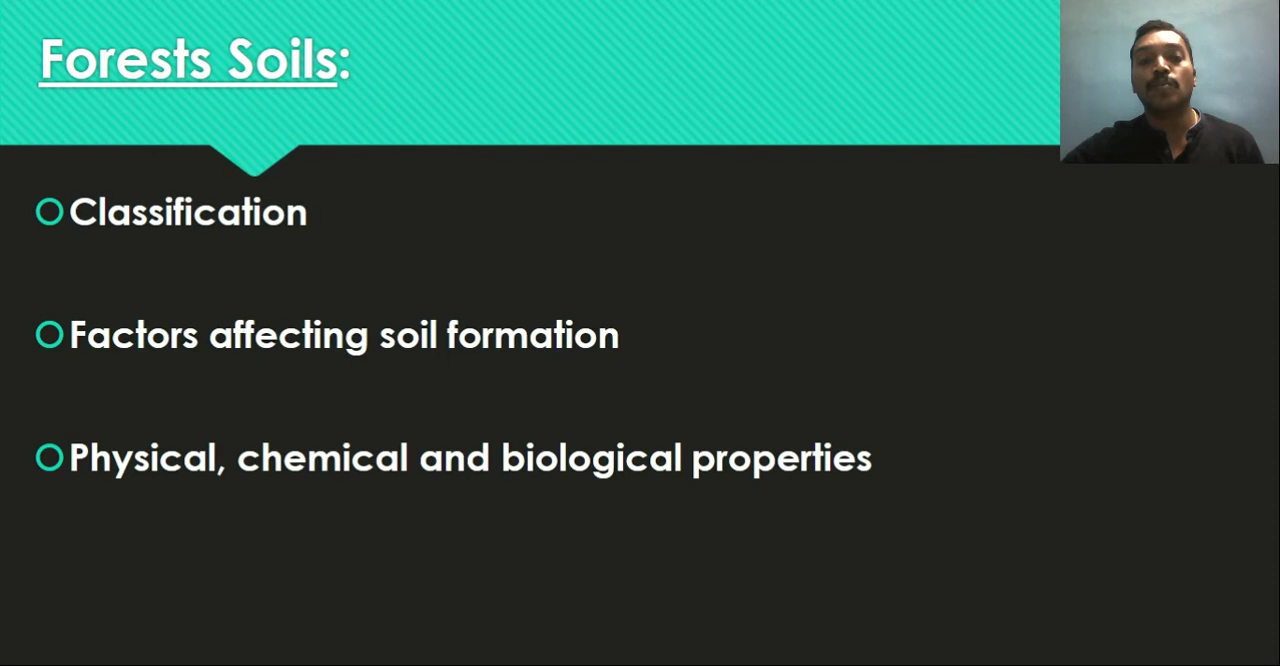 Forests Soils:
Classification
Factors affecting soil formation
Physical, chemical and biological properties